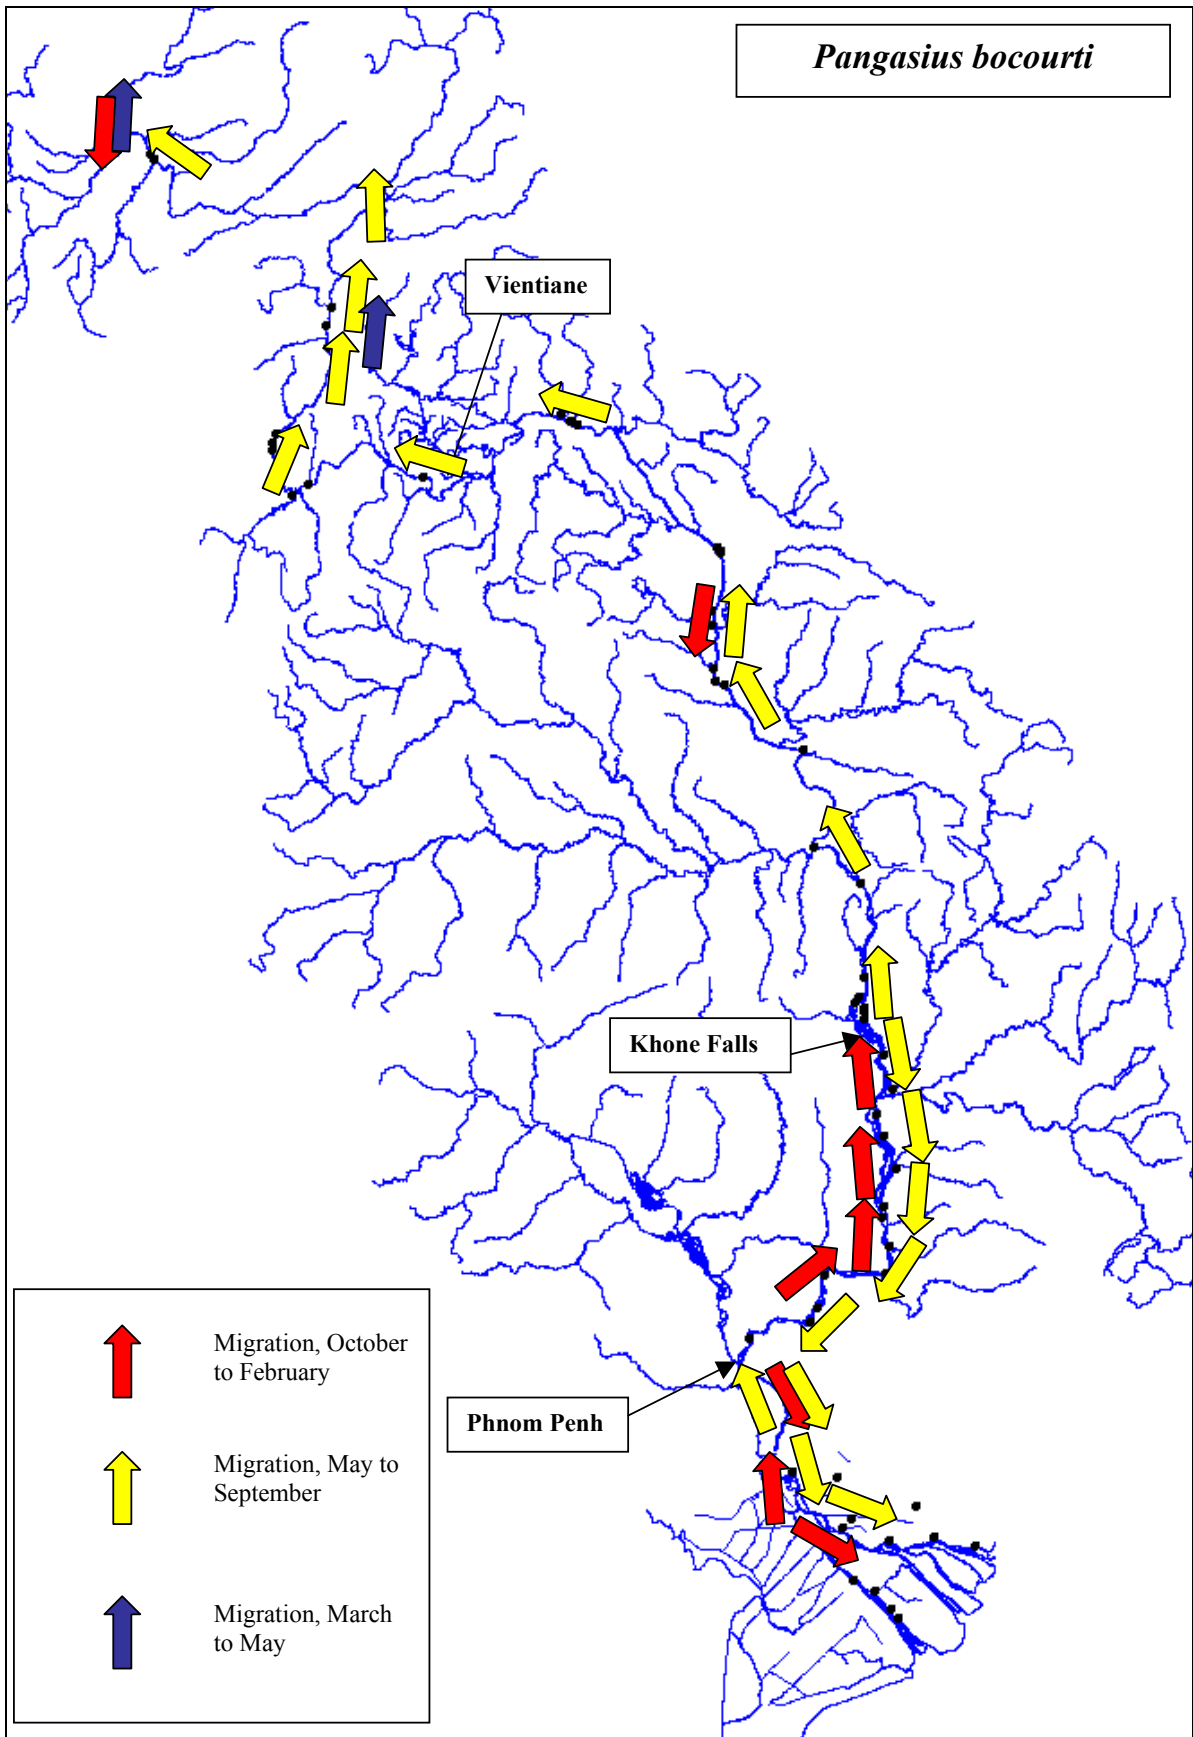 Pangasius bocourti
Vientiane
Khone Falls
Phnom Penh
Migration, October
to February
Migration, May to
September
Migration, March
to May